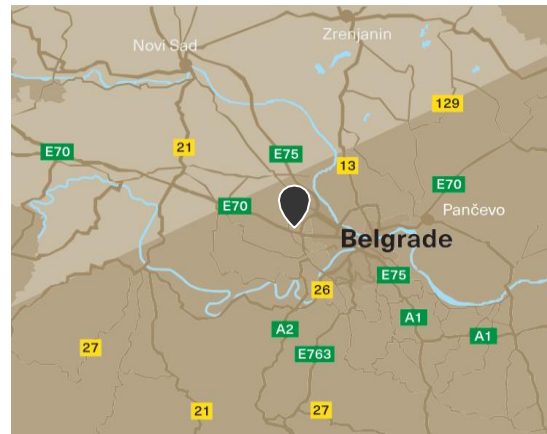 Zrenjanin
Novi Sad
129
21
E70
E75
13
E70
E70
Pančevo
Belgrade
E75
26
A1
A2
A1
27
E763
21
27